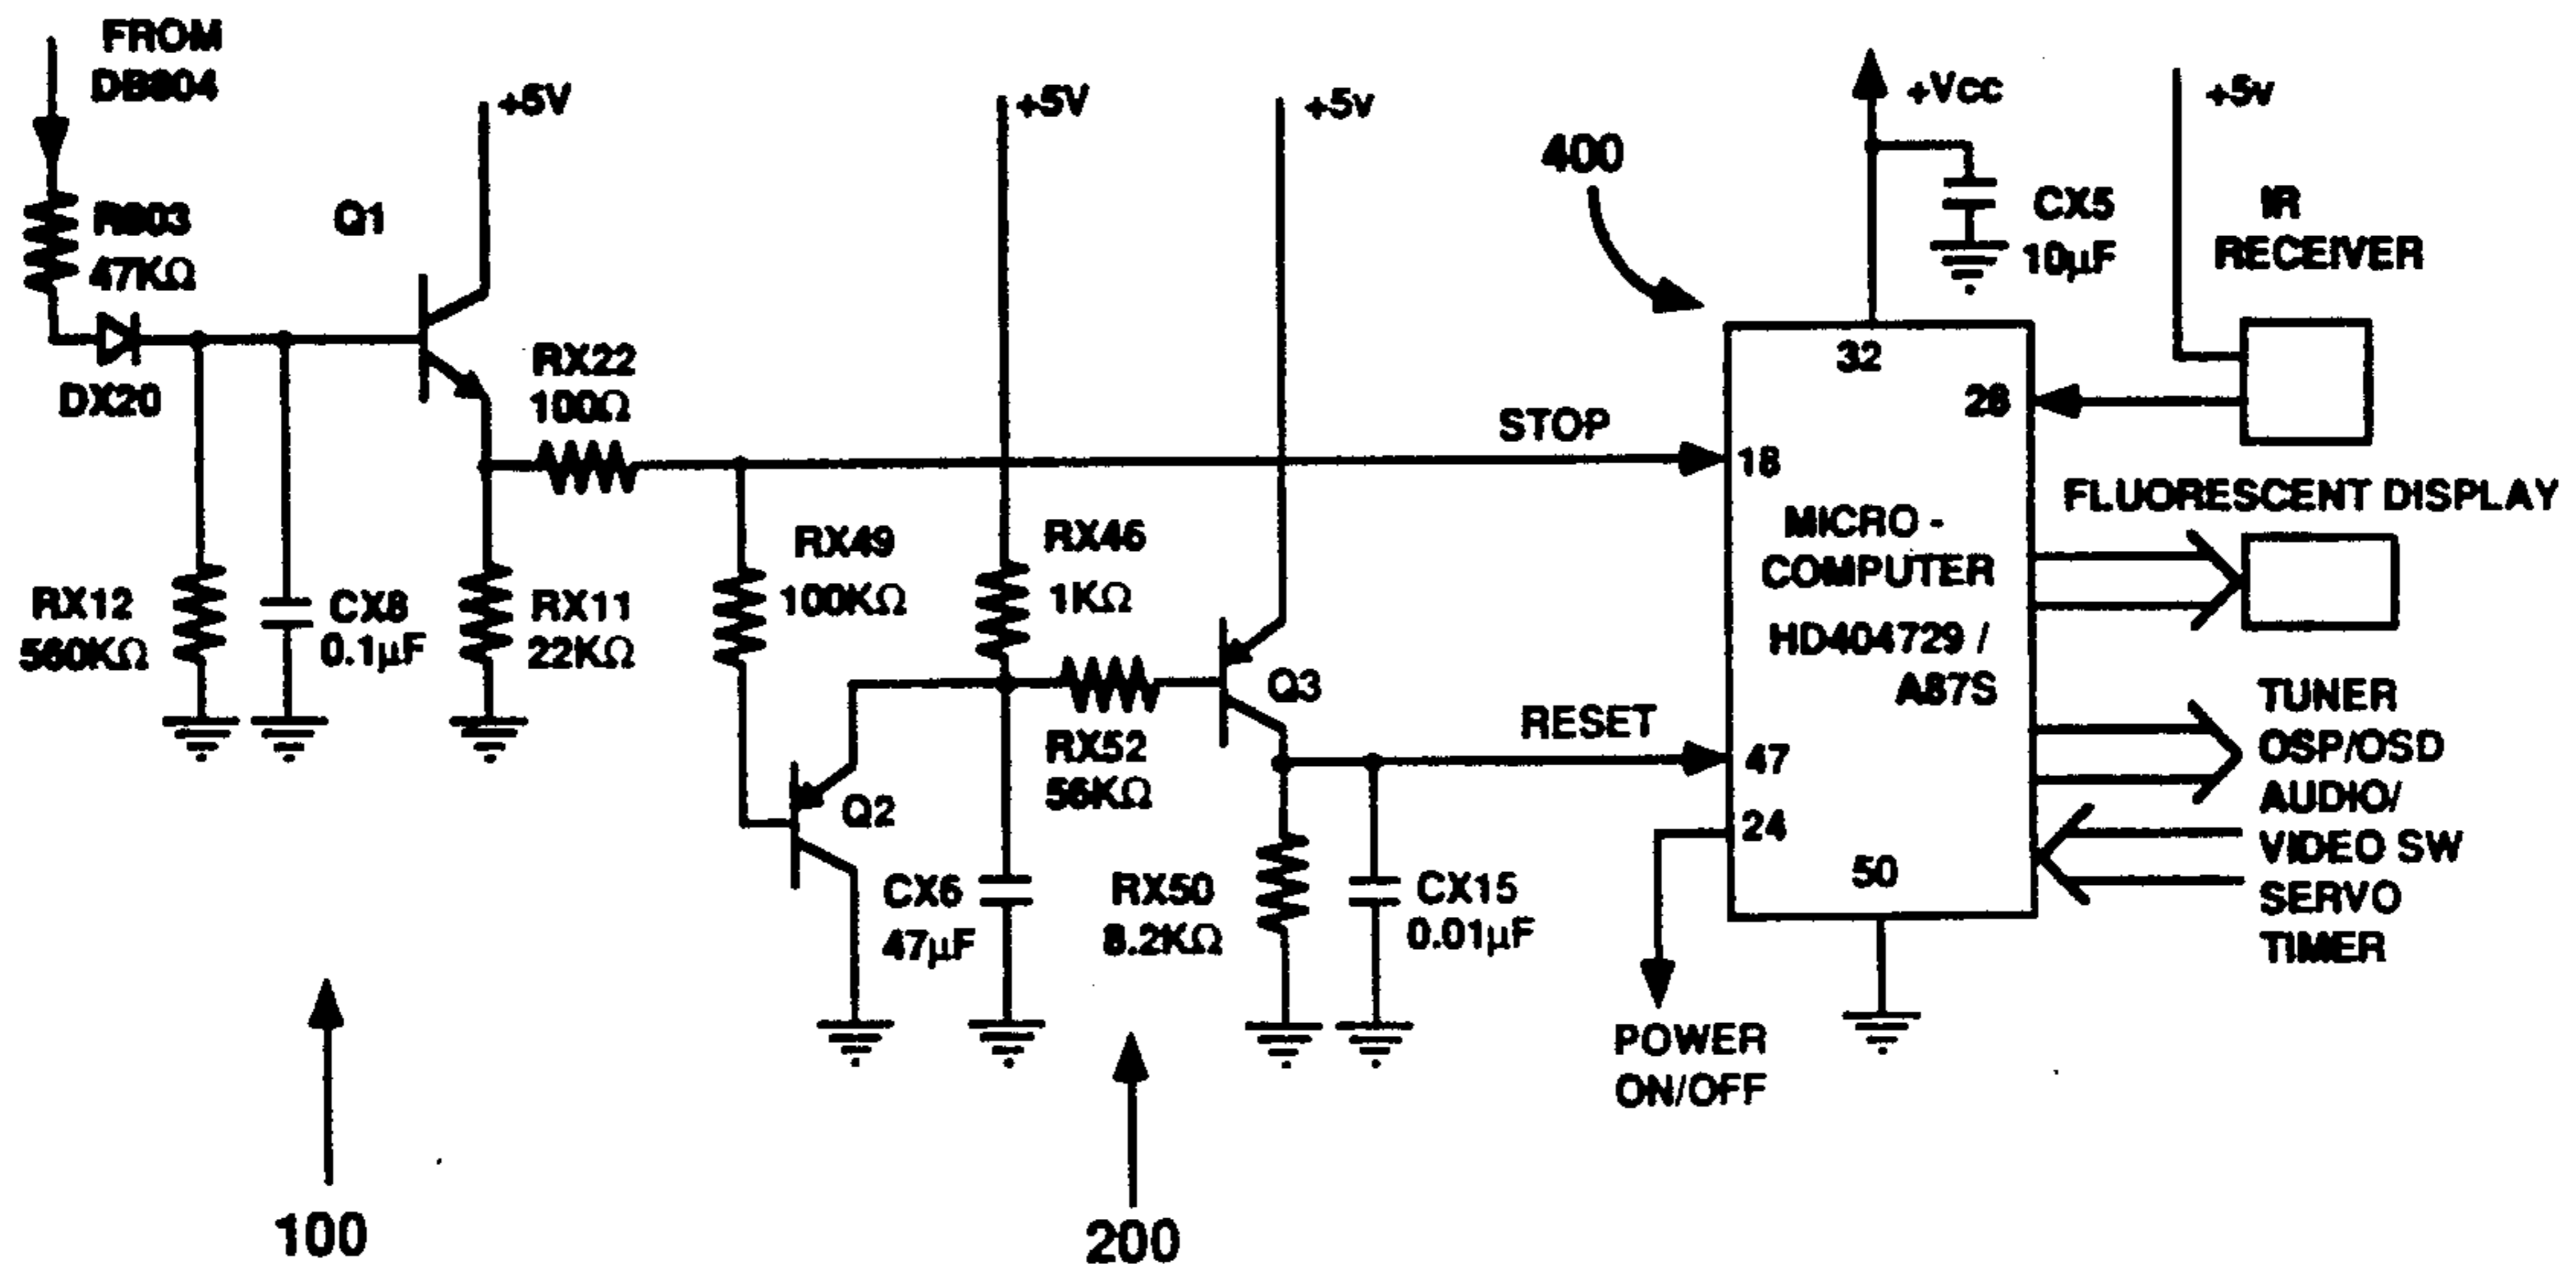 FROM
DB904
R903
47KΩ
DX20
Q1
+5V
RX22
100Ω
RX12
560KΩ
CX8
0.1µF
RX11
22KΩ
100
RX49
100KΩ
+5V
RX46
1KΩ
Q2
CX6
47µF
RX52
56KΩ
+5v
Q3
RX50
8.2KΩ
CX15
0.01µF
200
STOP
RESET
400
+Vcc
CX5
10µF
32
18
28
MICRO -
COMPUTER
HD404729 /
A87S
47
24
50
POWER
ON/OFF
+5v
IR
RECEIVER
FLUORESCENT DISPLAY
TUNER
OSP/OSD
AUDIO/
VIDEO SW
SERVO
TIMER